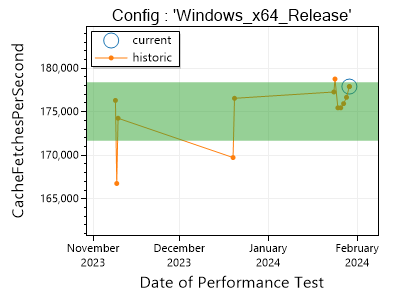 Config : 'Windows_x64_Release'
current
historic
CacheFetchesPerSecond
180,000
175,000
170,000
165,000
November
2023
December
2023
January
2024
February
2024
Date of Performance Test